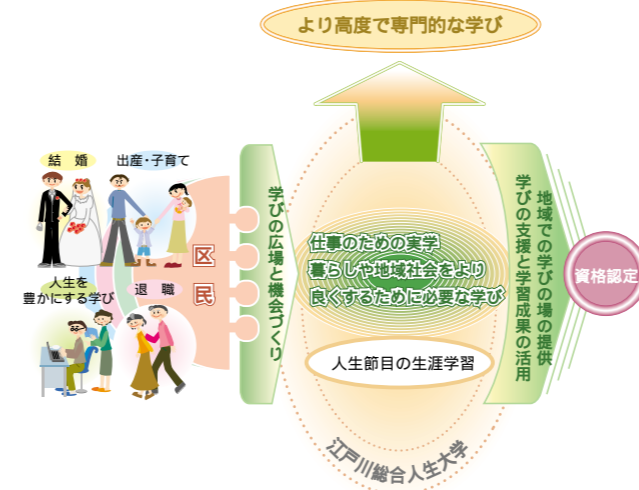 より高度で専門的な学び
結 婚
出産・子育て
人生を
豊かにする学び
退 職
区民
学びの広場と機会づくり
仕事のための実学
暮らしや地域社会をより
良くするために必要な学び
人生節目の生涯学習
江戸川総合人生大学
地域での学びの場の提供
学びの支援と学習成果の活用
資格認定